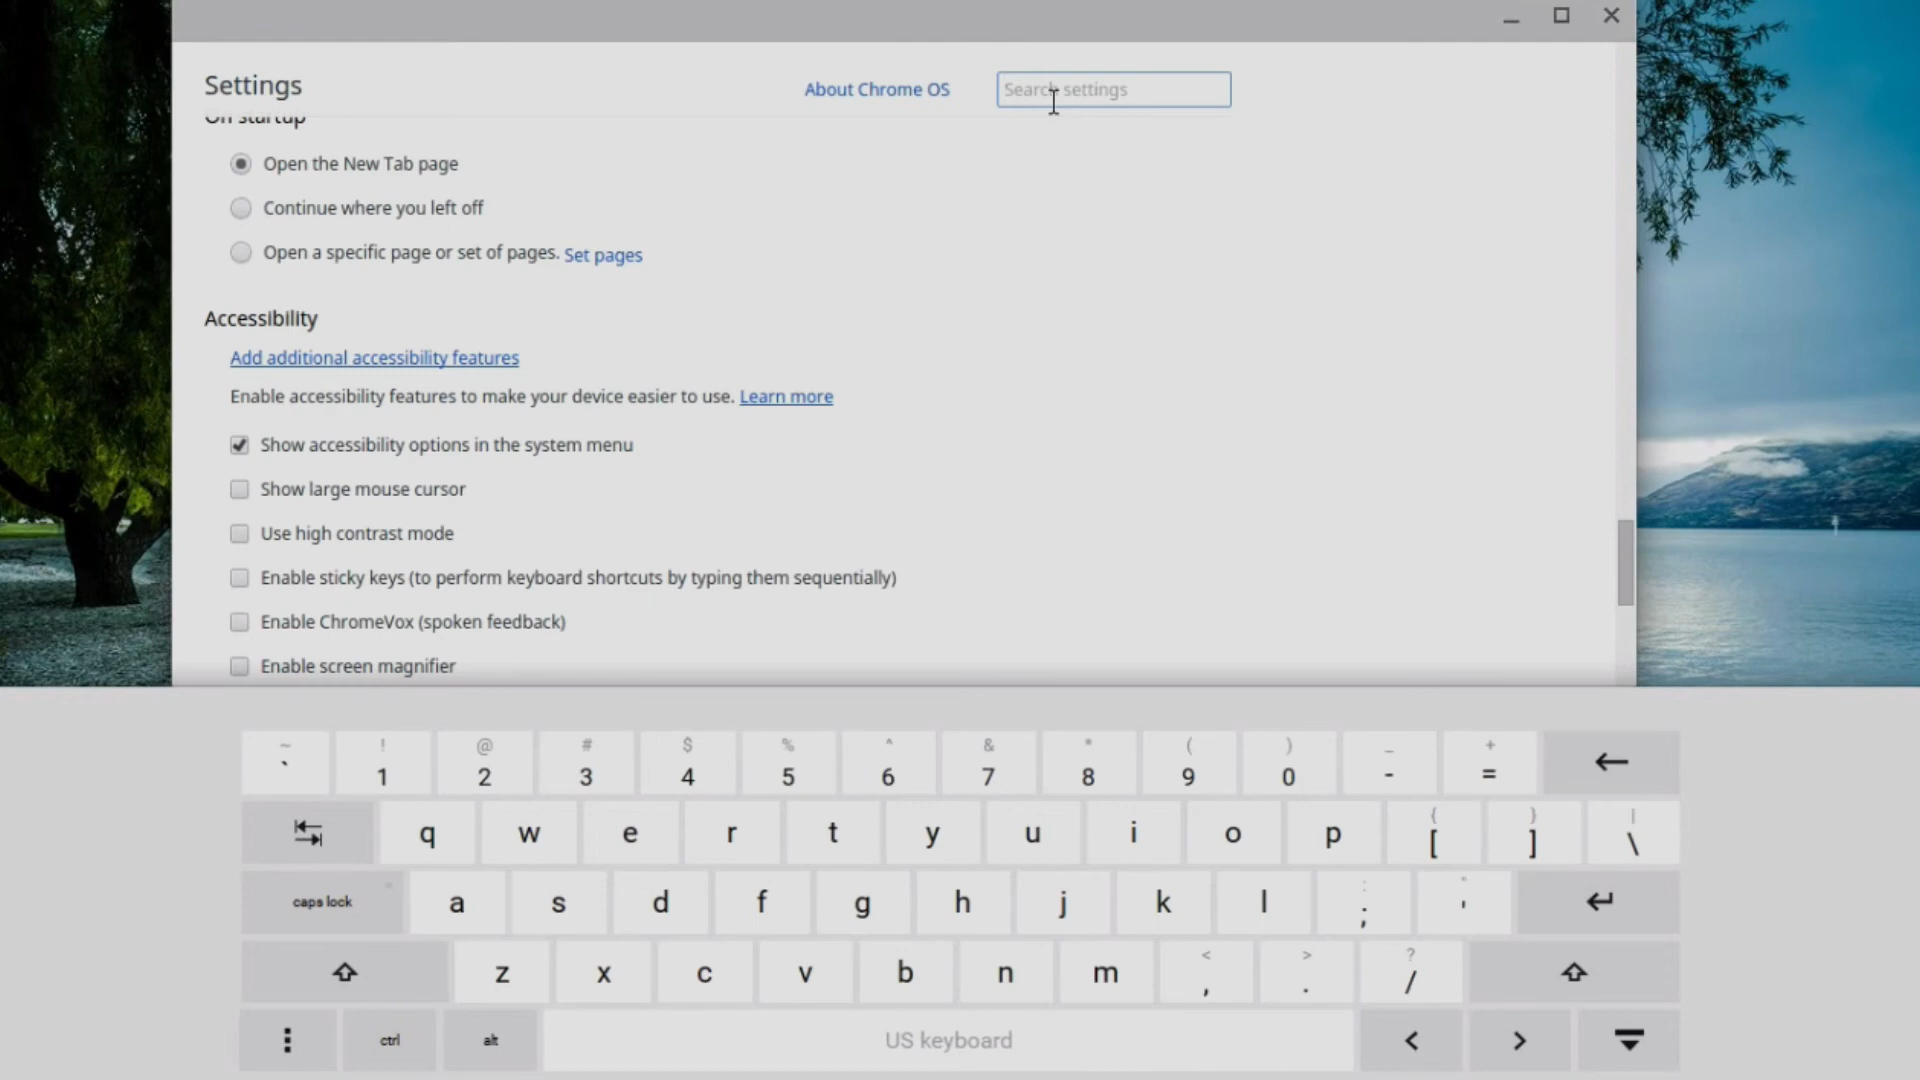 Settings
About Chrome OS
Search settings
On startup
Open the New Tab page
Continue where you left off
Open a specific page or set of pages. Set pages
Accessibility
Add additional accessibility features
Enable accessibility features to make your device easier to use. Learn more
Show accessibility options in the system menu
Show large mouse cursor
Use high contrast mode
Enable sticky keys (to perform keyboard shortcuts by typing them sequentially)
Enable ChromeVox (spoken feedback)
Enable screen magnifier
~ ! @ # $ % ^ & * ( ) _ +
` 1 2 3 4 5 6 7 8 9 0 - =
{ } |
q w e r t y u i o p [ ] \
: "
caps lock a s d f g h j k l ; '
< > ?
z x c v b n m , . /
ctrl alt US keyboard < >